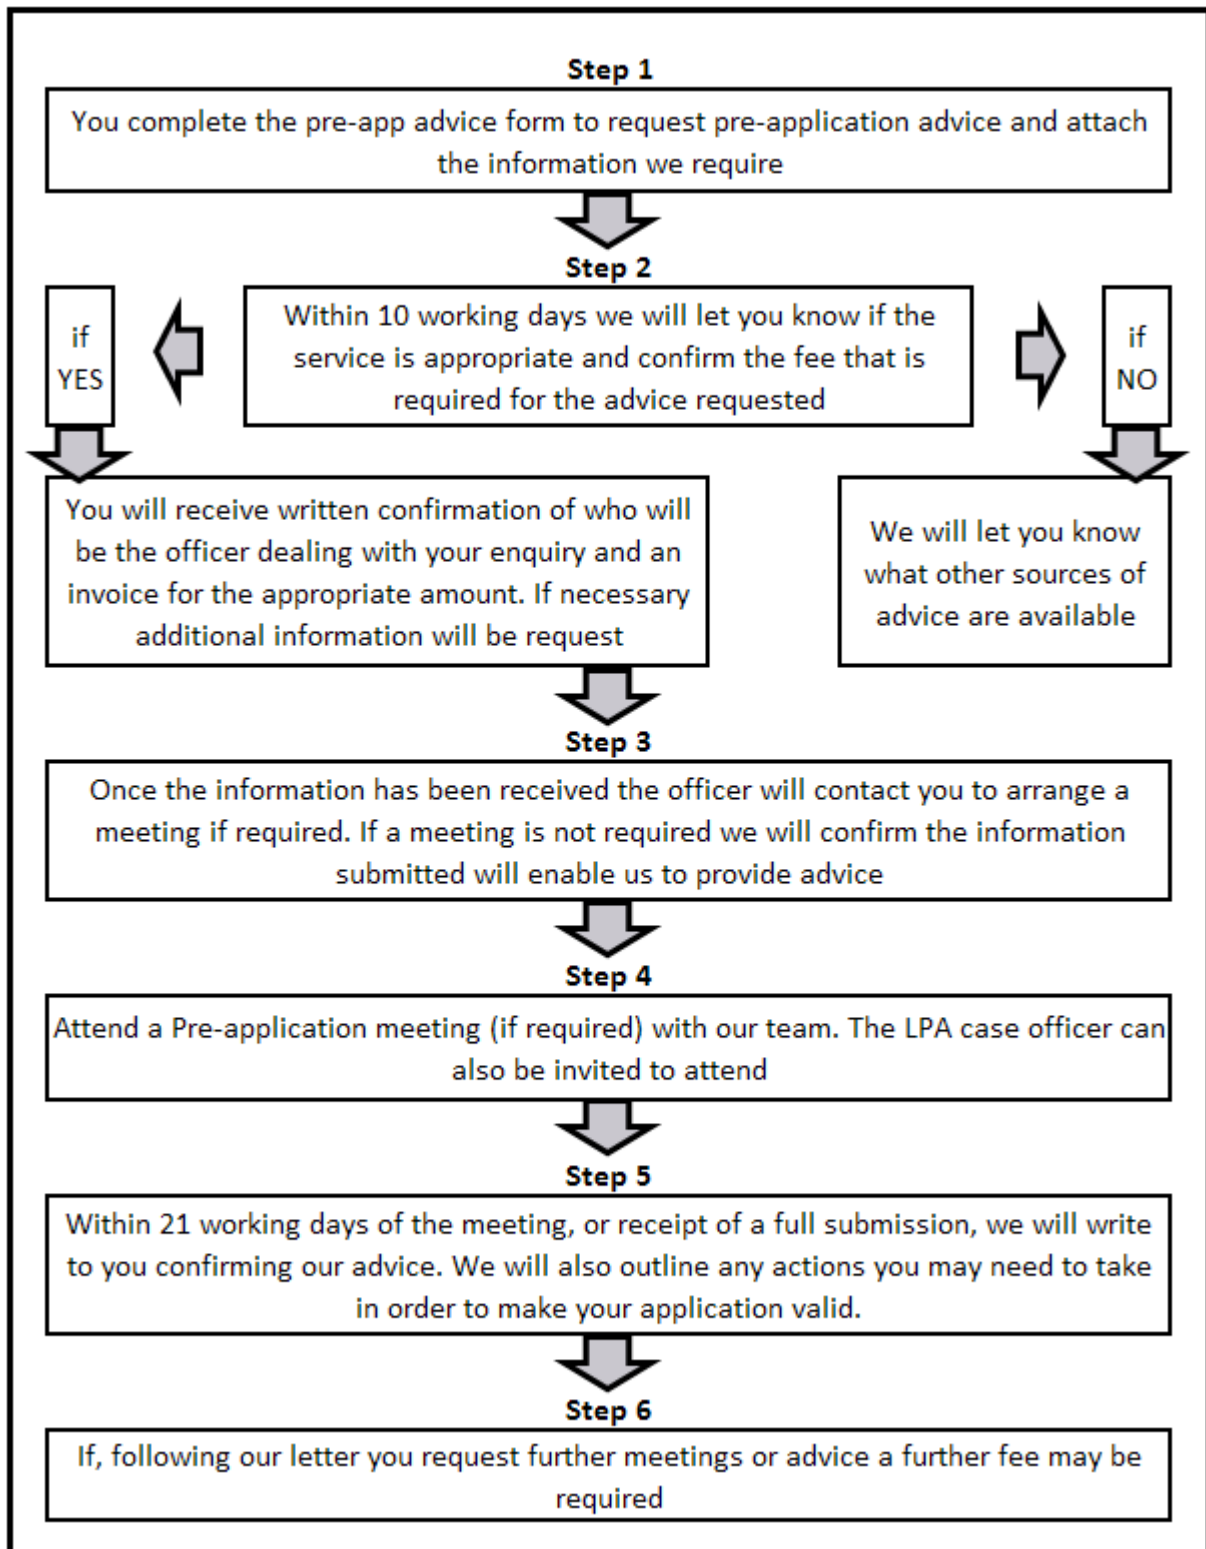 Step 1
You complete the pre-app advice form to request pre-application advice and attach
the information we require
Step 2
if
YES
Within 10 working days we will let you know if the
service is appropriate and confirm the fee that is
required for the advice requested
if
NO
You will receive written confirmation of who will
be the officer dealing with your enquiry and an
invoice for the appropriate amount. If necessary
additional information will be request
We will let you know
what other sources of
advice are available
Step 3
Once the information has been received the officer will contact you to arrange a
meeting if required. If a meeting is not required we will confirm the information
submitted will enable us to provide advice
Step 4
Attend a Pre-application meeting (if required) with our team. The LPA case officer can
also be invited to attend
Step 5
Within 21 working days of the meeting, or receipt of a full submission, we will write
to you confirming our advice. We will also outline any actions you may need to take
in order to make your application valid.
Step 6
If, following our letter you request further meetings or advice a further fee may be
required